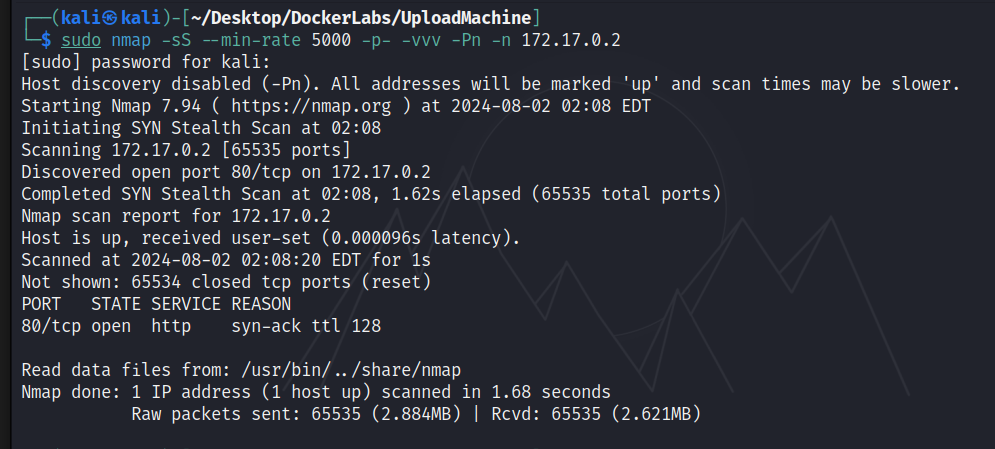 ┌──(kali㉿kali)-[~/Desktop/DockerLabs/UploadMachine]
└─$ sudo nmap -sS --min-rate 5000 -p- -vvv -Pn -n 172.17.0.2
[sudo] password for kali:
Host discovery disabled (-Pn). All addresses will be marked 'up' and scan times may be slower.
Starting Nmap 7.94 ( https://nmap.org ) at 2024-08-02 02:08 EDT
Initiating SYN Stealth Scan at 02:08
Scanning 172.17.0.2 [65535 ports]
Discovered open port 80/tcp on 172.17.0.2
Completed SYN Stealth Scan at 02:08, 1.62s elapsed (65535 total ports)
Nmap scan report for 172.17.0.2
Host is up, received user-set (0.000096s latency).
Scanned at 2024-08-02 02:08:20 EDT for 1s
Not shown: 65534 closed tcp ports (reset)
PORT   STATE SERVICE REASON
80/tcp open  http    syn-ack ttl 128
Read data files from: /usr/bin/../share/nmap
Nmap done: 1 IP address (1 host up) scanned in 1.68 seconds
           Raw packets sent: 65535 (2.884MB) | Rcvd: 65535 (2.621MB)